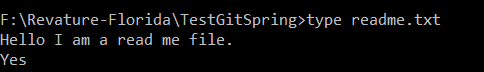 F:\Revature-Florida\TestGitSpring>type readme.txt
Hello I am a read me file.
Yes